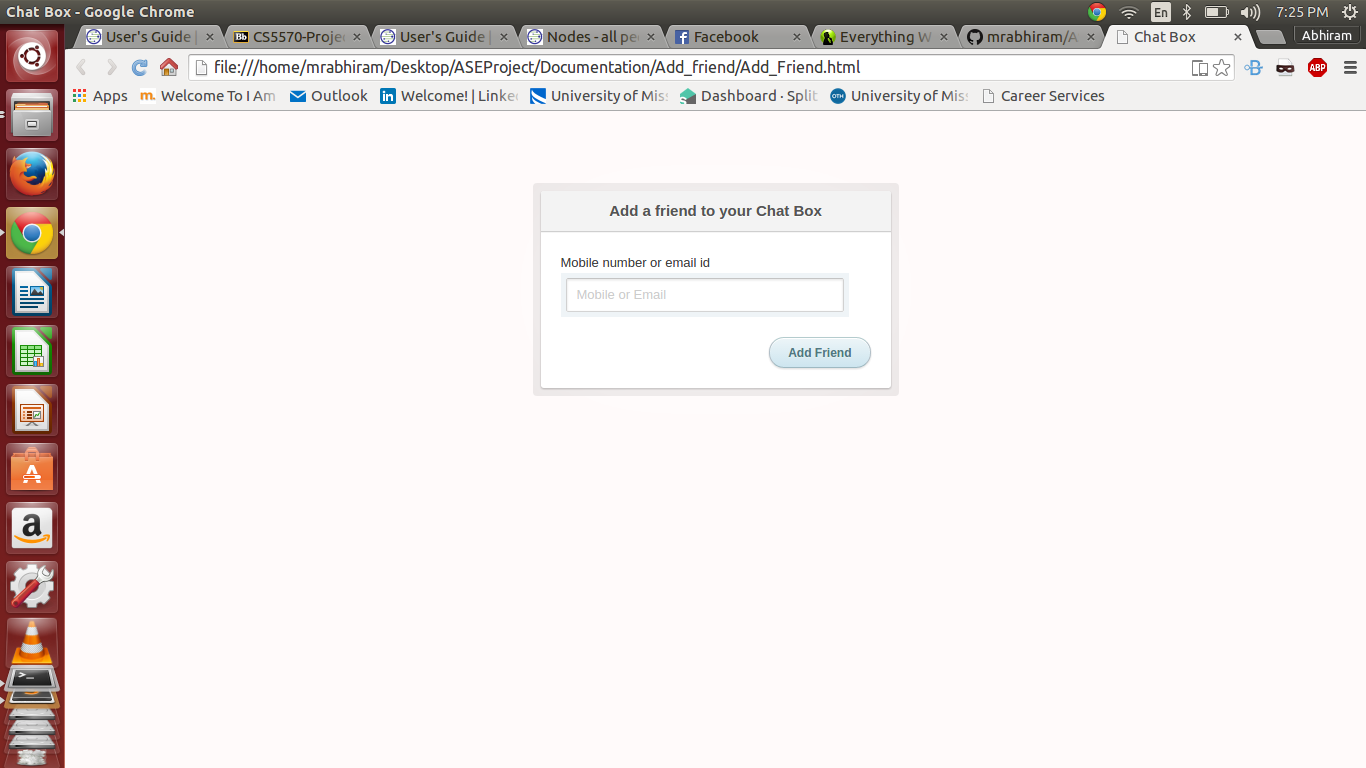 Chat Box - Google Chrome
En
7:25 PM
User's Guide |
CS5570-Proje
User's Guide |
Nodes - all pe
Facebook
Everything W
mrabhiram/A
Chat Box
Abhiram
file:///home/mrabhiram/Desktop/ASEProject/Documentation/Add_friend/Add_Friend.html
ABP
Apps
Welcome To I Am
Outlook
Welcome! | Linke
University of Mis
Dashboard · Split
University of Mis
Career Services
Add a friend to your Chat Box
Mobile number or email id
Mobile or Email
Add Friend